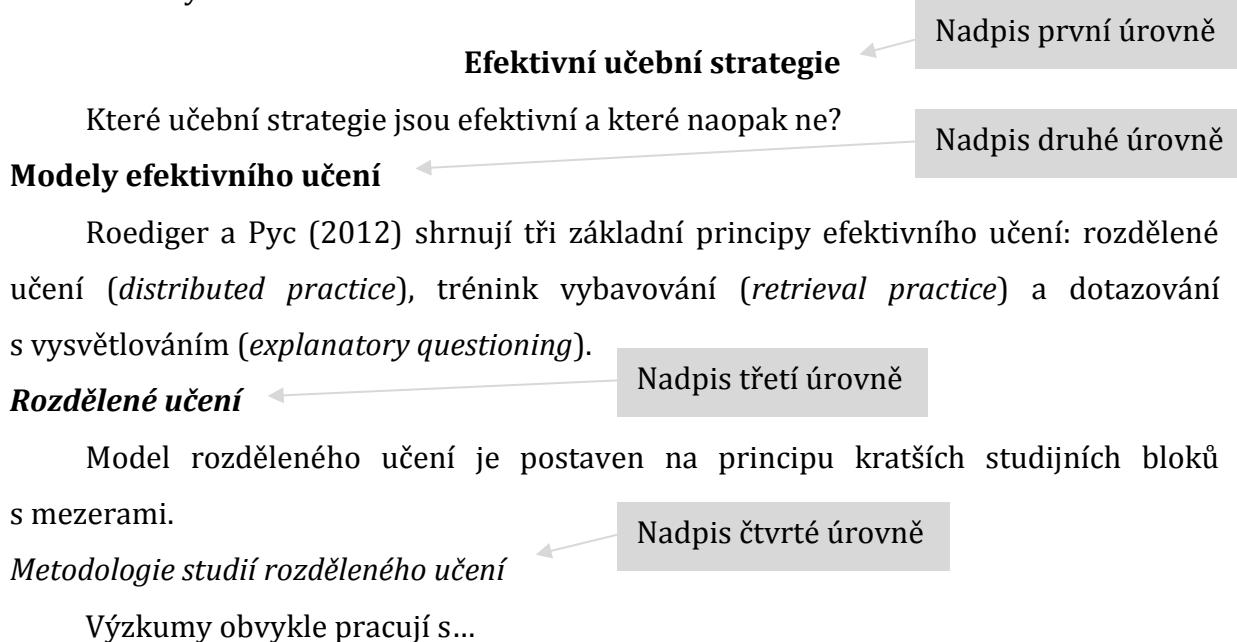 Nadpis první úrovně
Efektivní učební strategie
Které učební strategie jsou efektivní a které naopak ne?
Nadpis druhé úrovně
Modely efektivního učení
Roediger a Pyc (2012) shrnují tři základní principy efektivního učení: rozdělené
učení (distributed practice), trénink vybavování (retrieval practice) a dotazování
s vysvětlováním (explanatory questioning).
Nadpis třetí úrovně
Rozdělené učení
Model rozděleného učení je postaven na principu kratších studijních bloků
s mezerami.
Nadpis čtvrté úrovně
Metodologie studií rozděleného učení
Výzkumy obvykle pracují s…